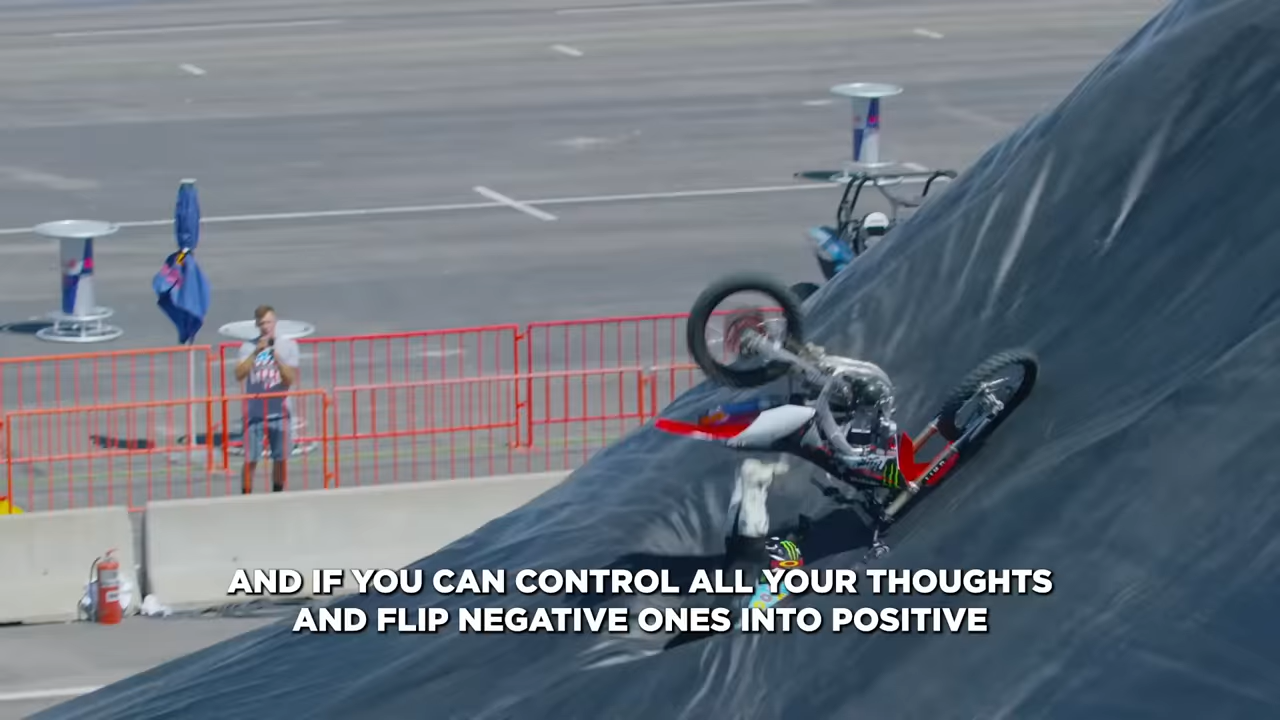 AND IF YOU CAN CONTROL ALL YOUR THOUGHTS
AND FLIP NEGATIVE ONES INTO POSITIVE